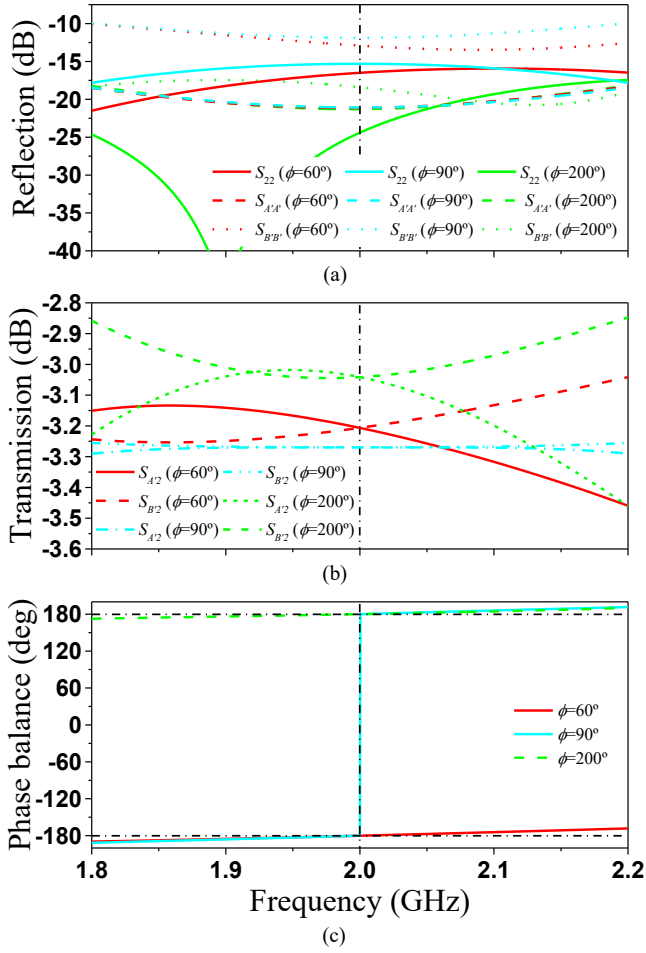 Reflection (dB)
-10
-15
-20
-25
-30
-35
-40
S22 (ϕ=60º) S22 (ϕ=90º) S22 (ϕ=200º)
SA'A' (ϕ=60º) SA'A' (ϕ=90º) SA'A' (ϕ=200º)
SB'B' (ϕ=60º) SB'B' (ϕ=90º) SB'B' (ϕ=200º)
(a)
Transmission (dB)
-2.8
-2.9
-3.0
-3.1
-3.2
-3.3
-3.4
-3.5
-3.6
SA'2 (ϕ=60º) SB'2 (ϕ=90º)
SB'2 (ϕ=60º) SA'2 (ϕ=200º)
SA'2 (ϕ=90º) SB'2 (ϕ=200º)
(b)
Phase balance (deg)
180
120
60
0
-60
-120
-180
ϕ=60º
ϕ=90º
ϕ=200º
1.8 1.9 2.0 2.1 2.2
Frequency (GHz)
(c)